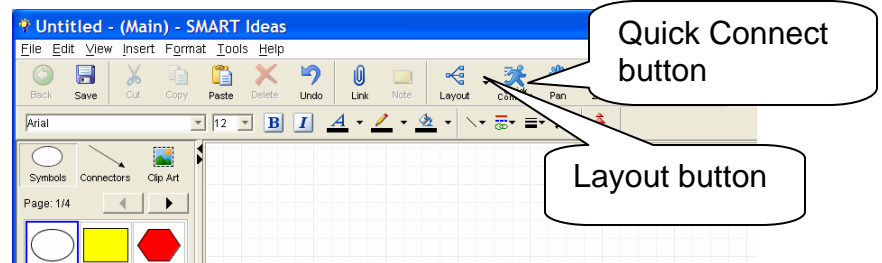 Untitled - (Main) - SMART Ideas
File Edit View Insert Format Tools Help
Back Save Cut Copy Paste Delete Undo Link Note Layout Pan
Arial 12 B I A
Symbols Connectors Clip Art
Page: 1/4
Quick Connect
button
Layout button